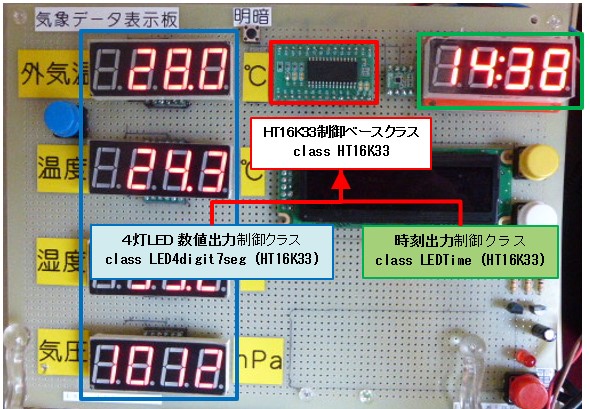 気象データ表示板
明暗
外気温 28.0 ℃
14:38
HT16K33制御ベースクラス
class HT16K33
温度 24.3 ℃
4灯LED 数値出力制御クラス
class LED4digit7seg (HT16K33)
時刻出力制御クラス
class LEDTime (HT16K33)
湿度
気圧 1012 hPa